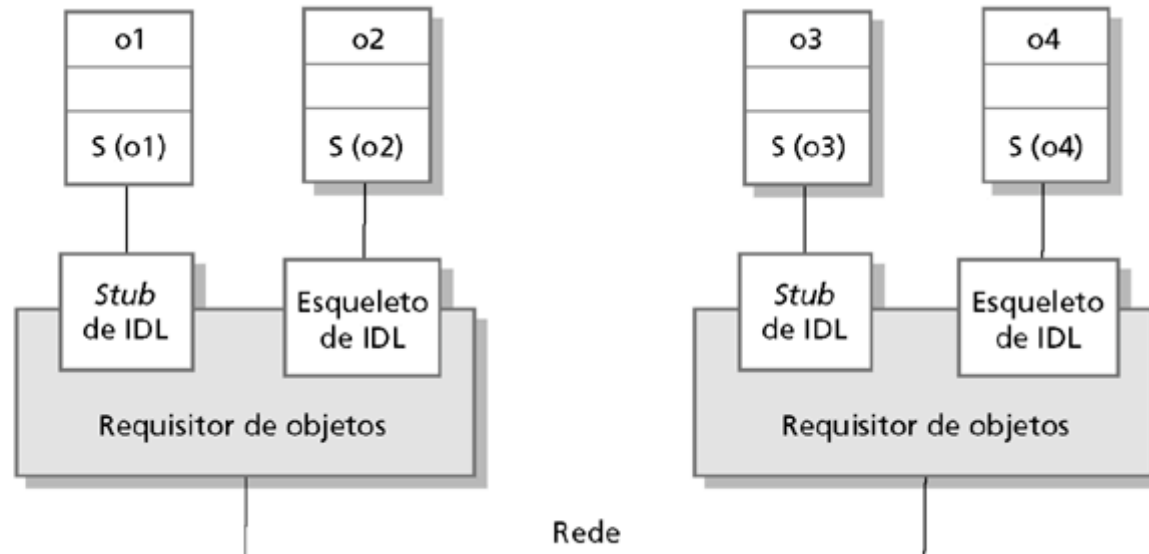 o1
o2
o3
o4
S (o1)
S (o2)
S (o3)
S (o4)
Stub
de IDL
Esqueleto
de IDL
Stub
de IDL
Esqueleto
de IDL
Requisitor de objetos
Requisitor de objetos
Rede